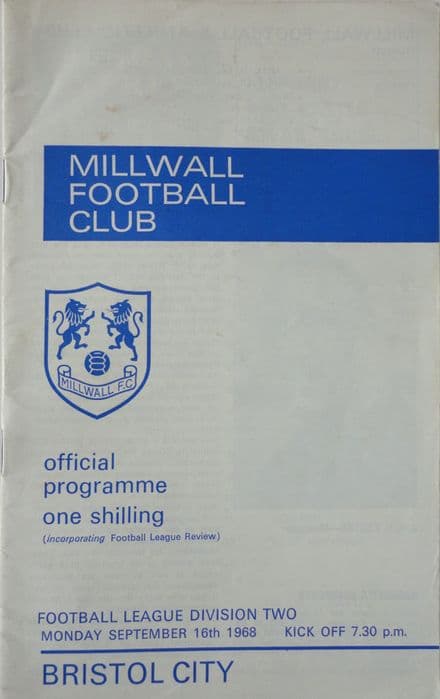 MILLWALL
FOOTBALL
CLUB
MILLWALL F.C
official
programme
one shilling
(incorporating Football League Review)
FOOTBALL LEAGUE DIVISION TWO
MONDAY SEPTEMBER 16th 1968 KICK OFF 7.30 p.m.
BRISTOL CITY